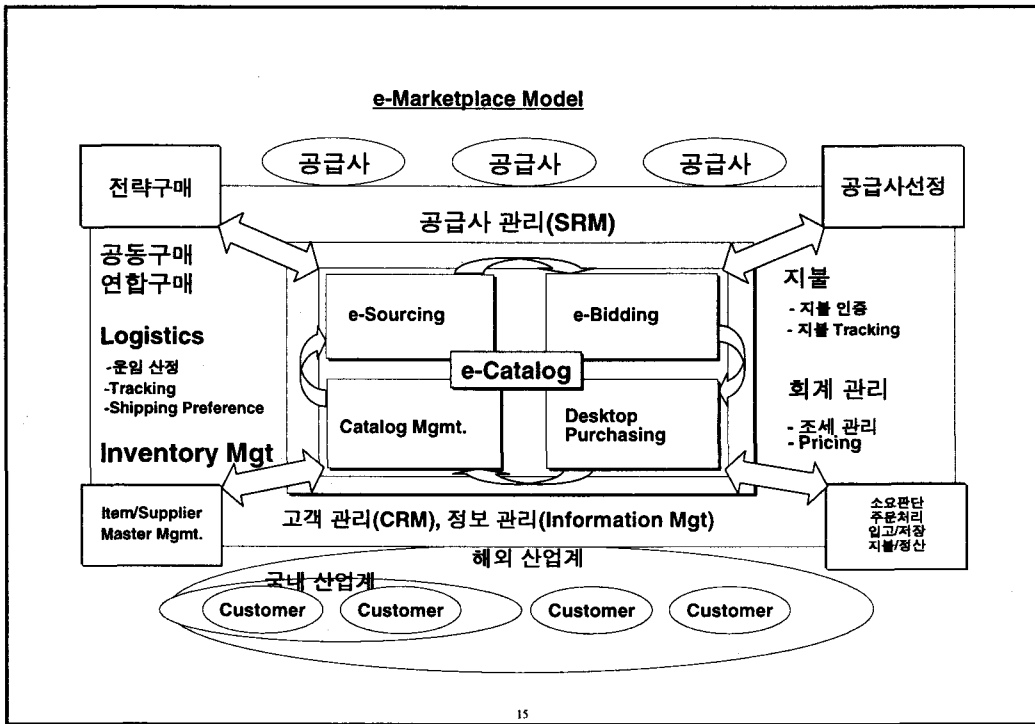 e-Marketplace Model
공급사
공급사
공급사
전략구매
공급사선정
공급사 관리(SRM)
공동구매
연합구매
Logistics
-운임 산정
-Tracking
-Shipping Preference
Inventory Mgt
e-Sourcing
e-Bidding
e-Catalog
Catalog Mgmt.
Desktop
Purchasing
지불
- 지불 인증
- 지불 Tracking
회계 관리
- 조세 관리
- Pricing
Item/Supplier
Master Mgmt.
고객 관리(CRM), 정보 관리(Information Mgt)
소요판단
주문처리
입고/저장
지불/정산
해외 산업계
국내 산업계
Customer
Customer
Customer
Customer
15